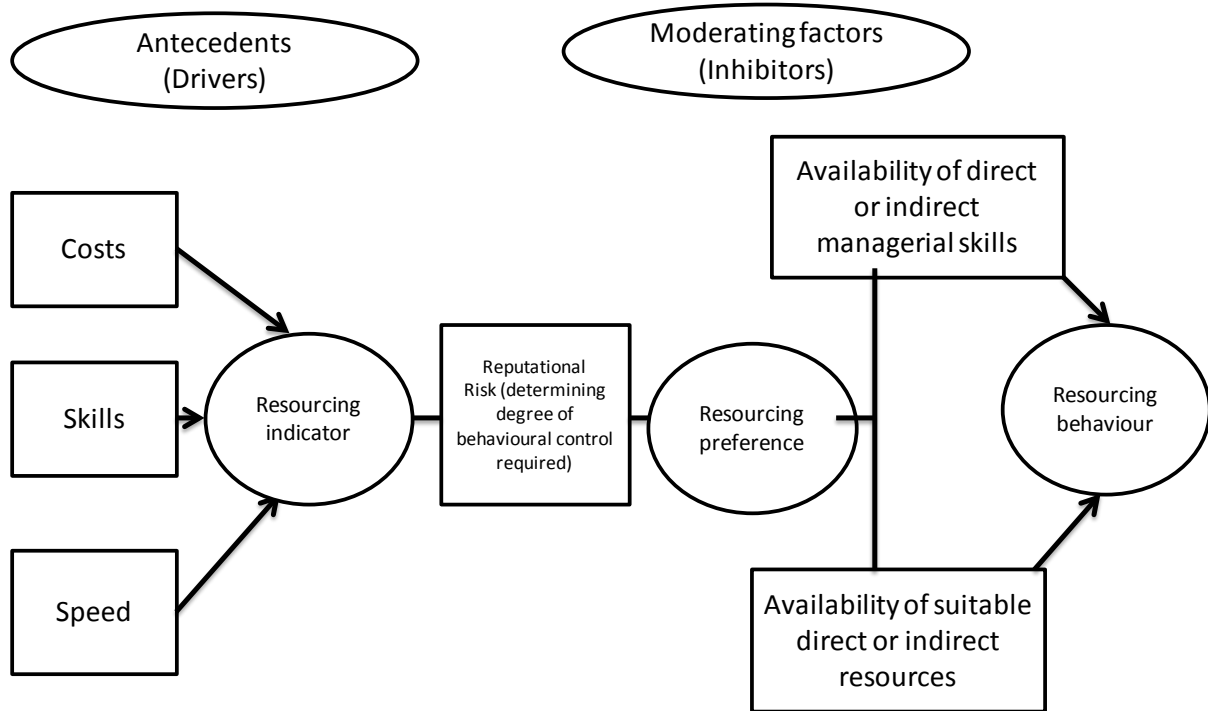 Antecedents
(Drivers)
Moderating factors
(Inhibitors)
Costs
Skills
Speed
Resourcing
indicator
Reputational
Risk (determining
degree of
behavioural control
required)
Resourcing
preference
Availability of direct
or indirect
managerial skills
Availability of suitable
direct or indirect
resources
Resourcing
behaviour